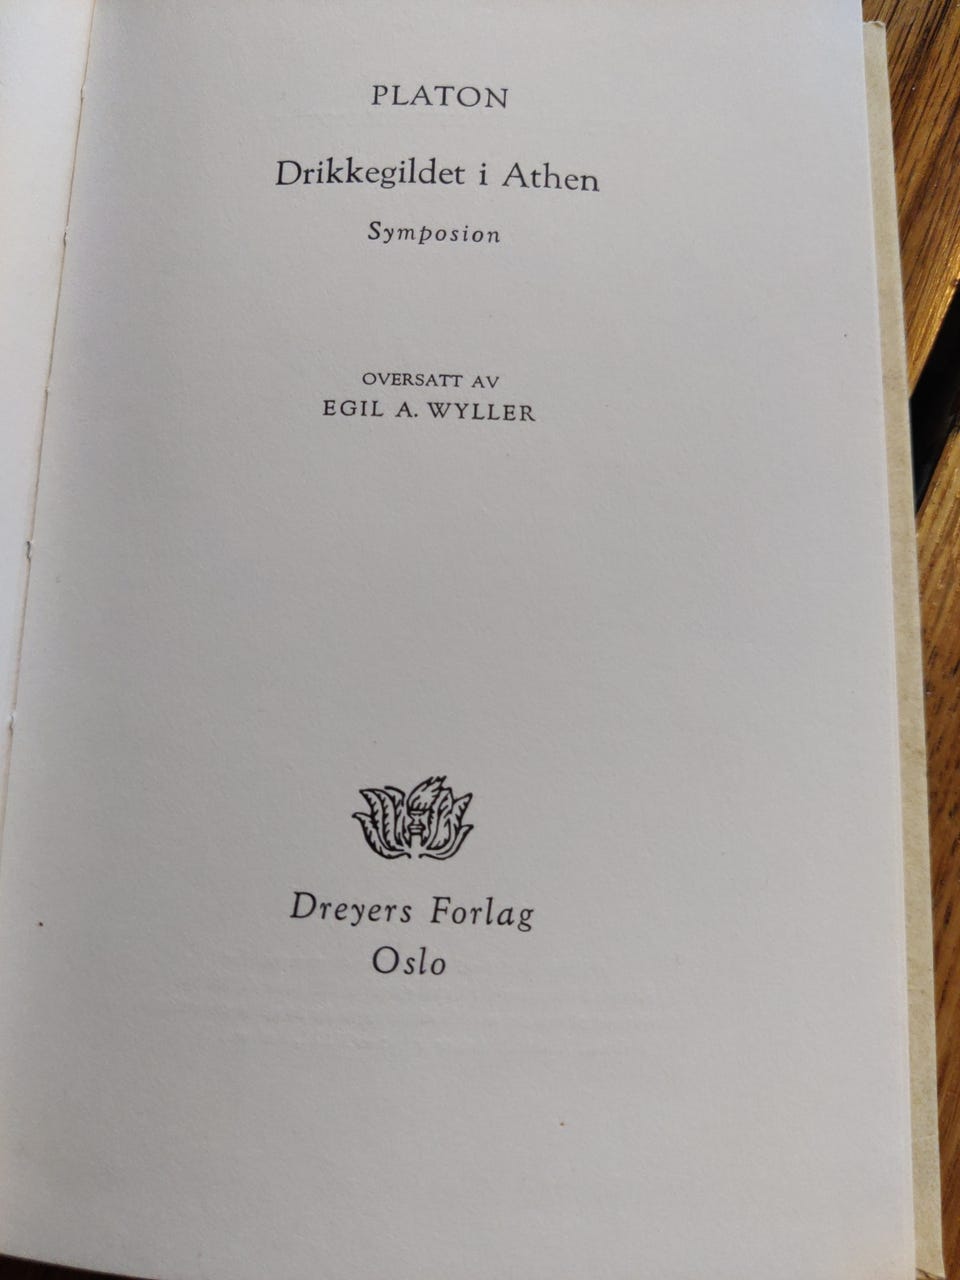 PLATON
Drikkegildet i Athen
Symposion
OVERSATT AV
EGIL A. WYLLER
Dreyers Forlag
Oslo